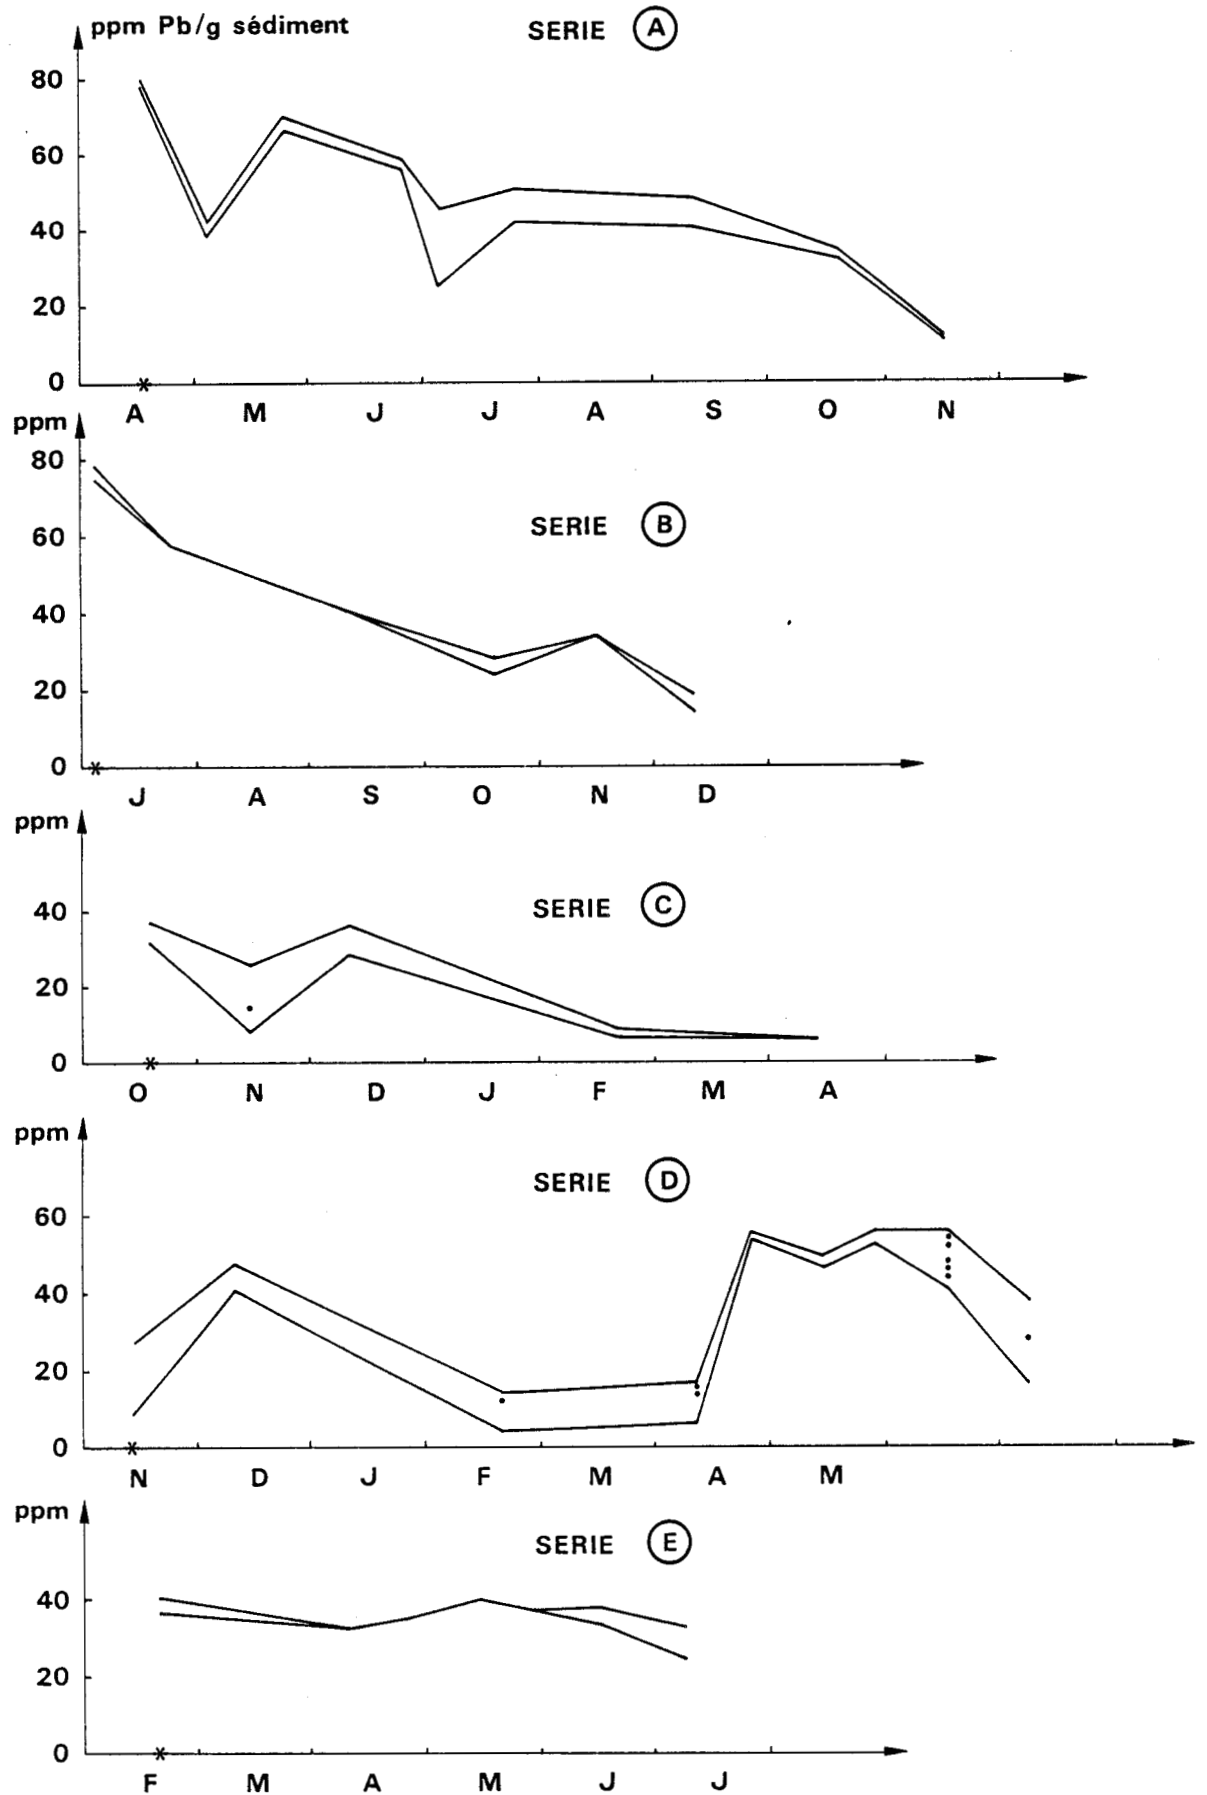 ppm Pb/g sédiment
SERIE A
80
60
40
20
0
A M J J A S O N
ppm
80
SERIE B
60
40
20
0
J A S O N D
ppm
SERIE C
40
20
0
O N D J F M A
ppm
SERIE D
60
40
20
0
N D J F M A M
ppm
SERIE E
40
20
0
F M A M J J